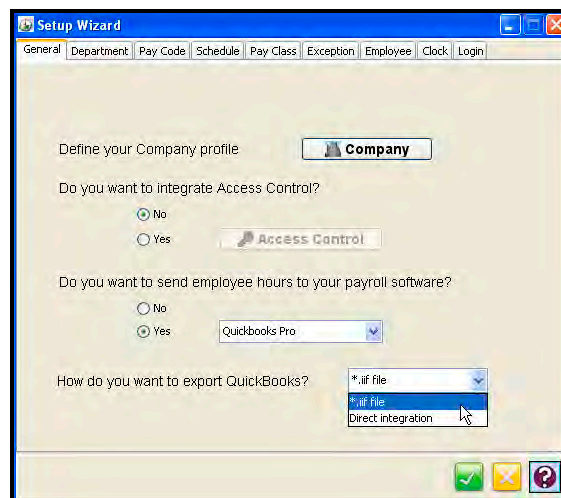 Setup Wizard
General Department Pay Code Schedule Pay Class Exception Employee Clock Login
Define your Company profile Company
Do you want to integrate Access Control?
No
Yes Access Control
Do you want to send employee hours to your payroll software?
No
Yes Quickbooks Pro
How do you want to export QuickBooks? *.iif file
*.iif file
Direct integration
?